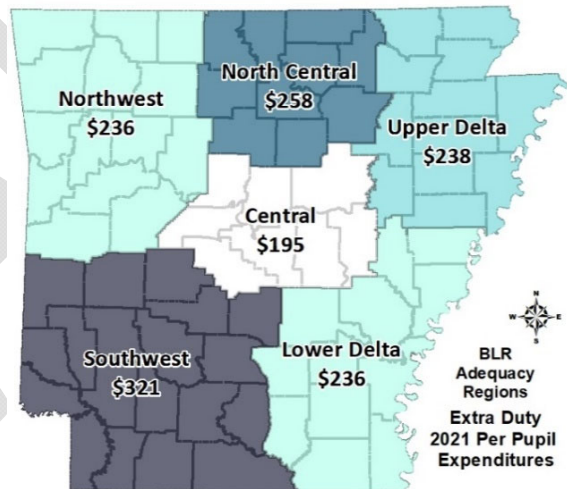 North Central
$258
Northwest
$236
Upper Delta
$238
Central
$195
Southwest
$321
Lower Delta
$236
N
W E
S
BLR
Adequacy
Regions
Extra Duty
2021 Per Pupil
Expenditures